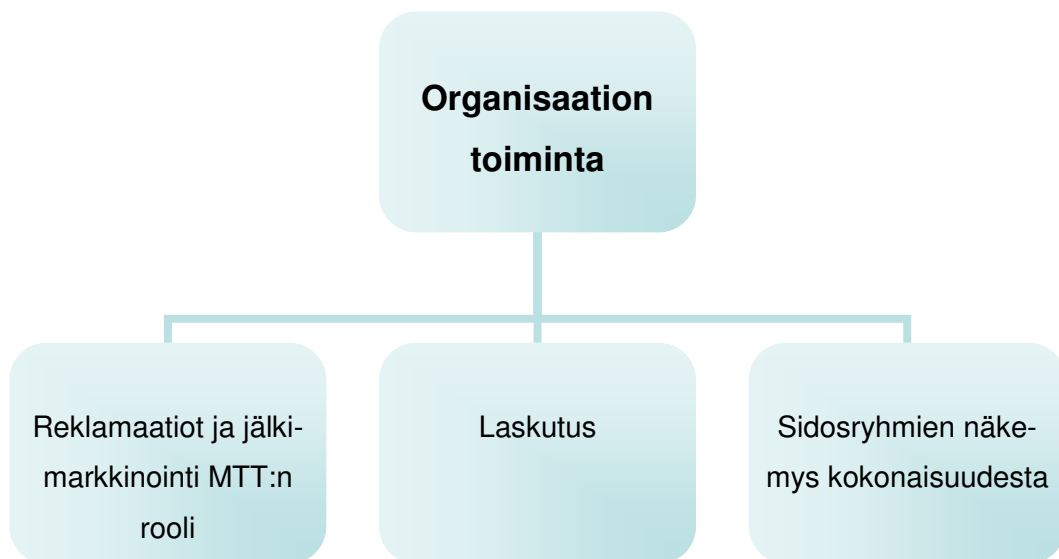 Organisaation
toiminta
Reklamaatiot ja jälki-
markkinointi MTT:n
rooli
Laskutus
Sidosryhmien näke-
mys kokonaisuudesta